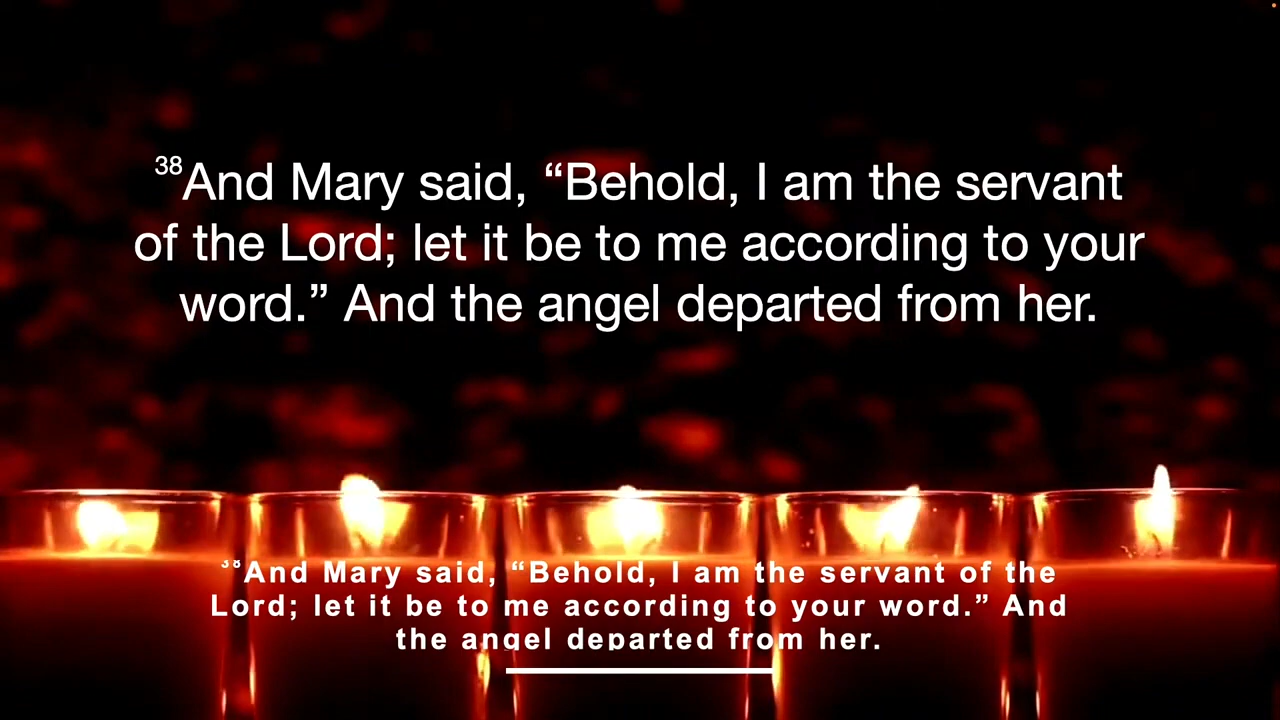 38And Mary said, “Behold, I am the servant
of the Lord; let it be to me according to your
word.” And the angel departed from her.
38And Mary said, “Behold, I am the servant of the
Lord; let it be to me according to your word.” And
the angel departed from her.